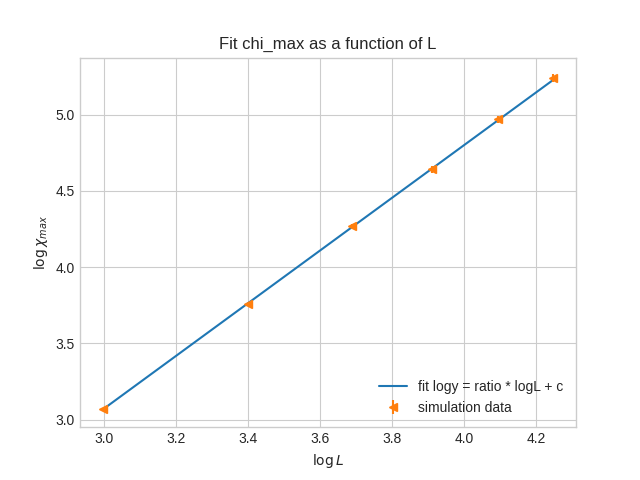 Fit chi_max as a function of L
log χmax
5.0
4.5
4.0
3.5
3.0
fit logy = ratio * logL + c
simulation data
3.0 3.2 3.4 3.6 3.8 4.0 4.2
log L